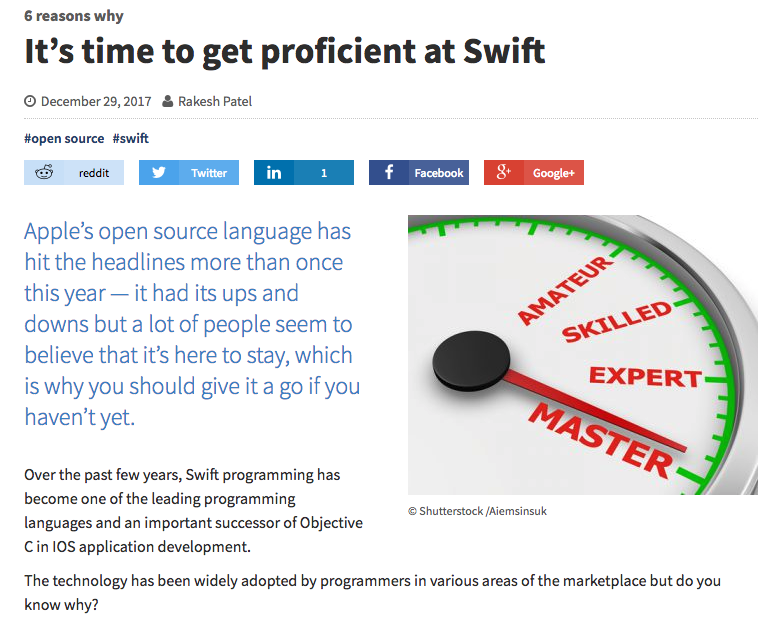 6 reasons why
It’s time to get proficient at Swift
December 29, 2017 Rakesh Patel
#open source #swift
reddit Twitter in 1 f Facebook g+ Google+
Apple’s open source language has
hit the headlines more than once
this year — it had its ups and
downs but a lot of people seem to
believe that it’s here to stay, which
is why you should give it a go if you
haven’t yet.
AMATEUR
SKILLED
EXPERT
MASTER
© Shutterstock /Aiemsinsuk
Over the past few years, Swift programming has
become one of the leading programming
languages and an important successor of Objective
C in IOS application development.
The technology has been widely adopted by programmers in various areas of the marketplace but do you
know why?